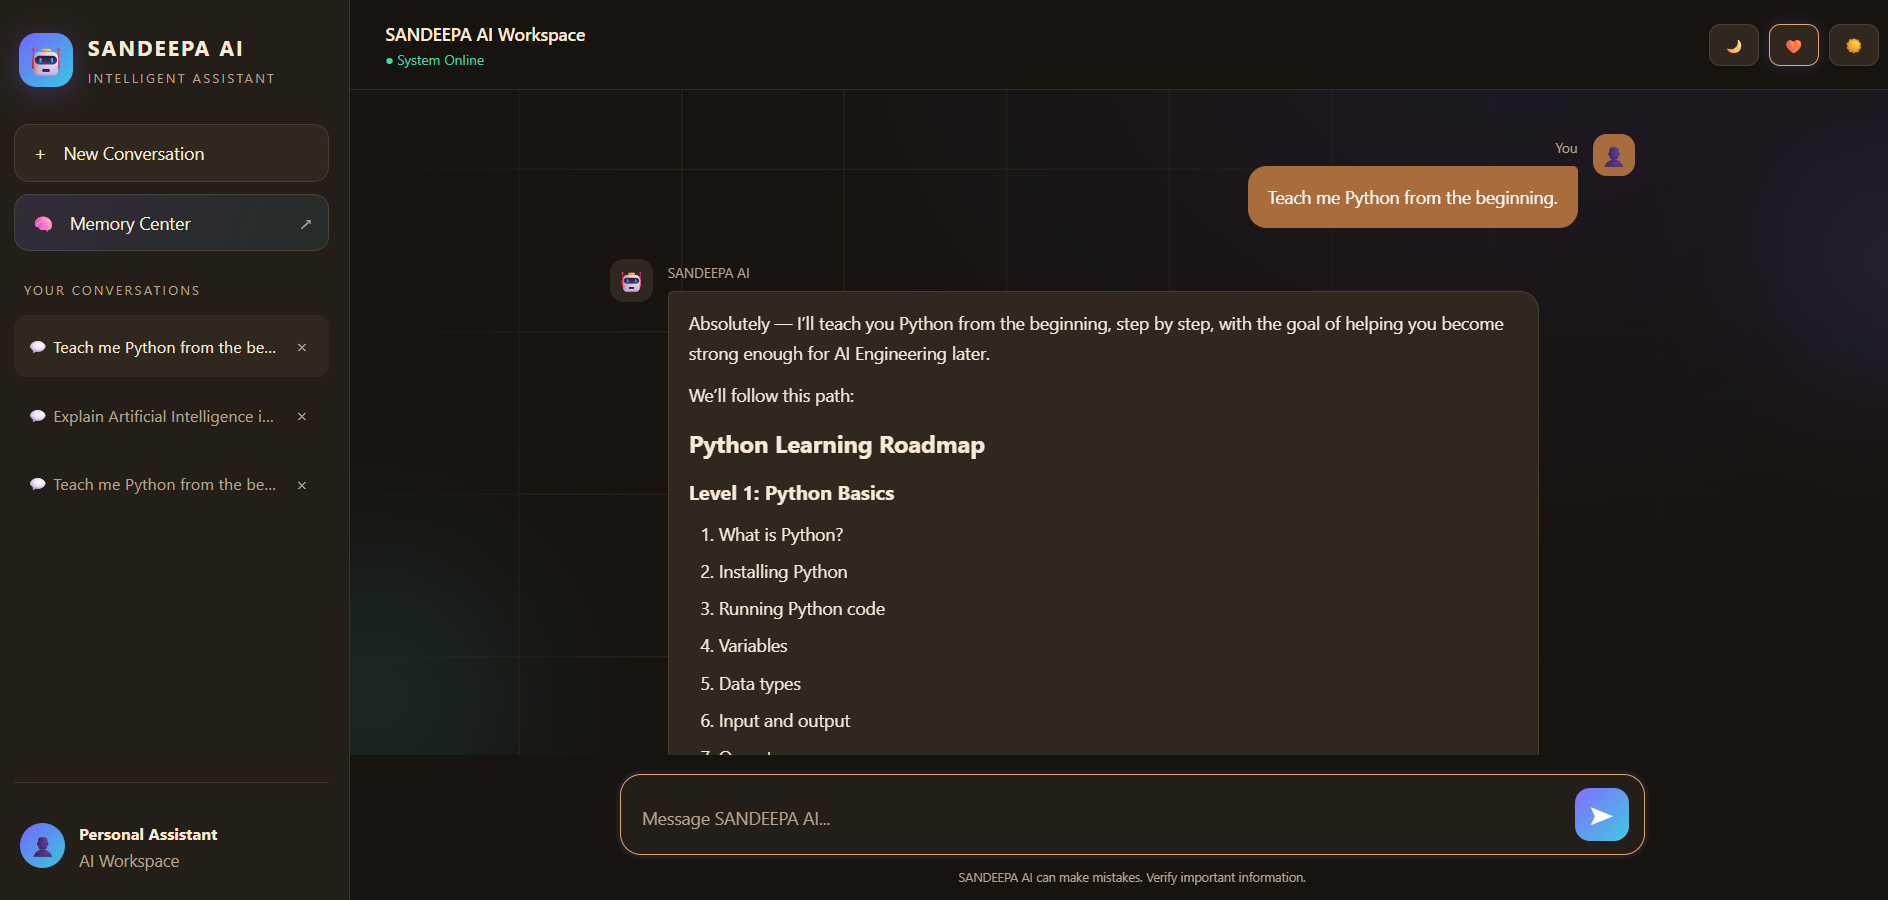 SANDEEPA AI
INTELLIGENT ASSISTANT
+ New Conversation
Memory Center ↗
YOUR CONVERSATIONS
Teach me Python from the be... ×
Explain Artificial Intelligence i... ×
Teach me Python from the be... ×
Personal Assistant
AI Workspace
SANDEEPA AI Workspace
● System Online
You
Teach me Python from the beginning.
SANDEEPA AI
Absolutely — I’ll teach you Python from the beginning, step by step, with the goal of helping you become
strong enough for AI Engineering later.
We’ll follow this path:
Python Learning Roadmap
Level 1: Python Basics
1. What is Python?
2. Installing Python
3. Running Python code
4. Variables
5. Data types
6. Input and output
Message SANDEEPA AI...
SANDEEPA AI can make mistakes. Verify important information.